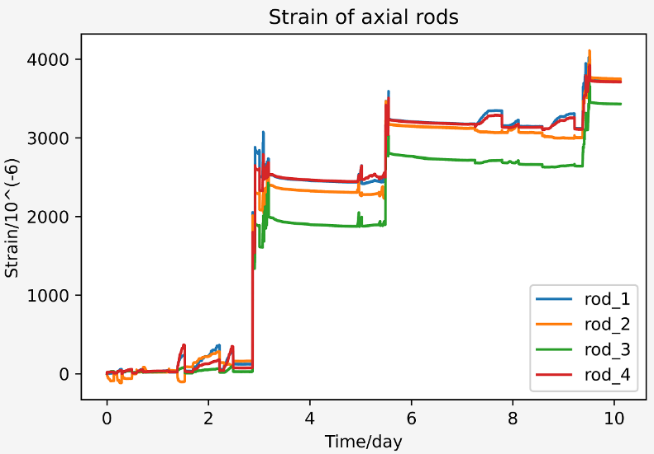 Strain of axial rods
Strain/10^(-6)
4000
3000
2000
1000
0
0 2 4 6 8 10
Time/day
rod_1
rod_2
rod_3
rod_4